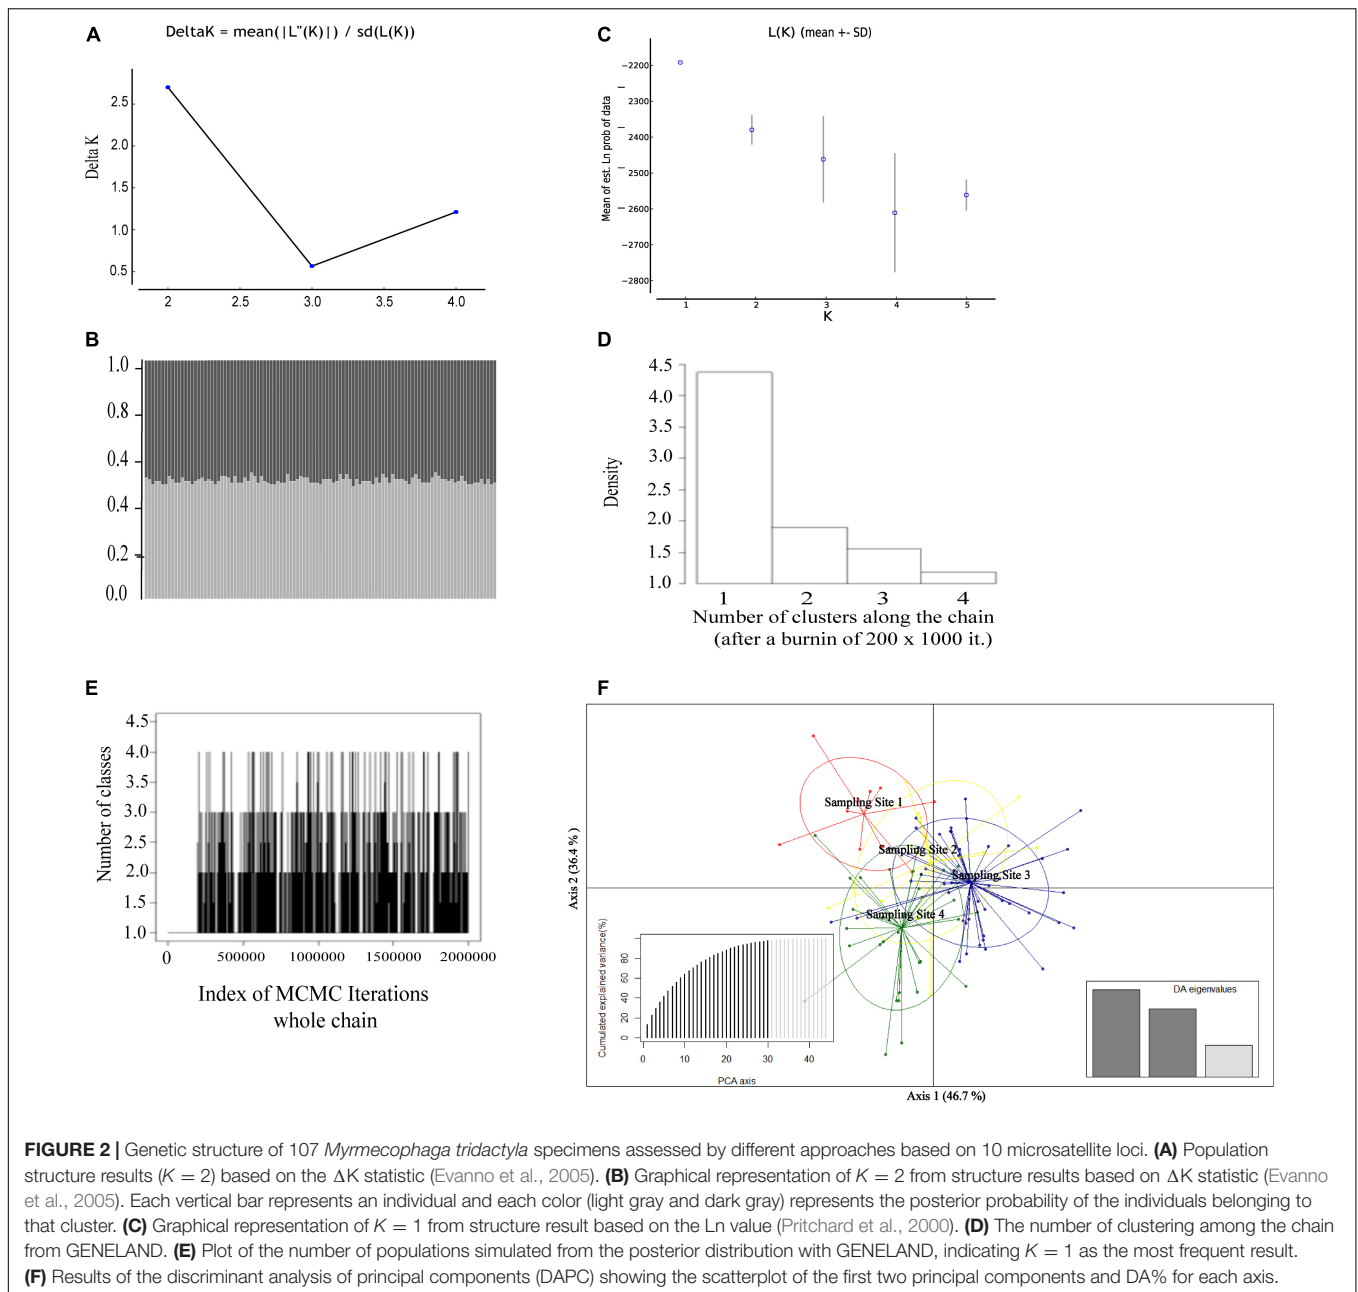 A
DeltaK = mean(|L"(K)|) / sd(L(K))
Delta K
2.5
2.0
1.5
1.0
0.5
2
2.5
3.0
3.5
4.0
C
L(K) (mean +- SD)
Mean of est. Ln prob of data
−2200
2300
2400
2500
2600
−2700
−2800
1
2
3
4
5
K
B
1.0
0.8
0.4
0.4
0.2
0.0
D
Density
4.5
4.0
4.5
3.0
2.5
2.0
1.5
1.0
1
2
3
4
Number of clusters along the chain
(after a burnin of 200 x 1000 it.)
E
Number of classes
4.5
4.0
3.0
2.5
2.0
1.5
1.0
0
500000
1000000
1500000
2000000
Index of MCMC Iterations
whole chain
F
Axis 2 (36.4 %)
Sampling Site 1
Sampling Site 2
Sampling Site 3
Sampling Site 4
Cumulated explained variance(%)
80
60
40
20
0
0
10
20
30
40
PCA axis
DA eigenvalues
Axis 1 (46.7 %)
FIGURE 2 | Genetic structure of 107 Myrmecophaga tridactyla specimens assessed by different approaches based on 10 microsatellite loci. (A) Population
structure results (K = 2) based on the ΔK statistic (Evanno et al., 2005). (B) Graphical representation of K = 2 from structure results based on ΔK statistic (Evanno
et al., 2005). Each vertical bar represents an individual and each color (light gray and dark gray) represents the posterior probability of the individuals belonging to
that cluster. (C) Graphical representation of K = 1 from structure result based on the Ln value (Pritchard et al., 2000). (D) The number of clustering among the chain
from GENELAND. (E) Plot of the number of populations simulated from the posterior distribution with GENELAND, indicating K = 1 as the most frequent result.
(F) Results of the discriminant analysis of principal components (DAPC) showing the scatterplot of the first two principal components and DA% for each axis.